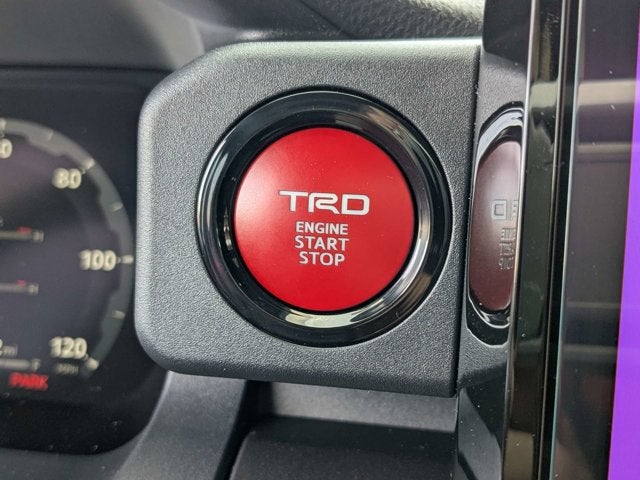 TRD
ENGINE
START
STOP
80
100
120
PARK